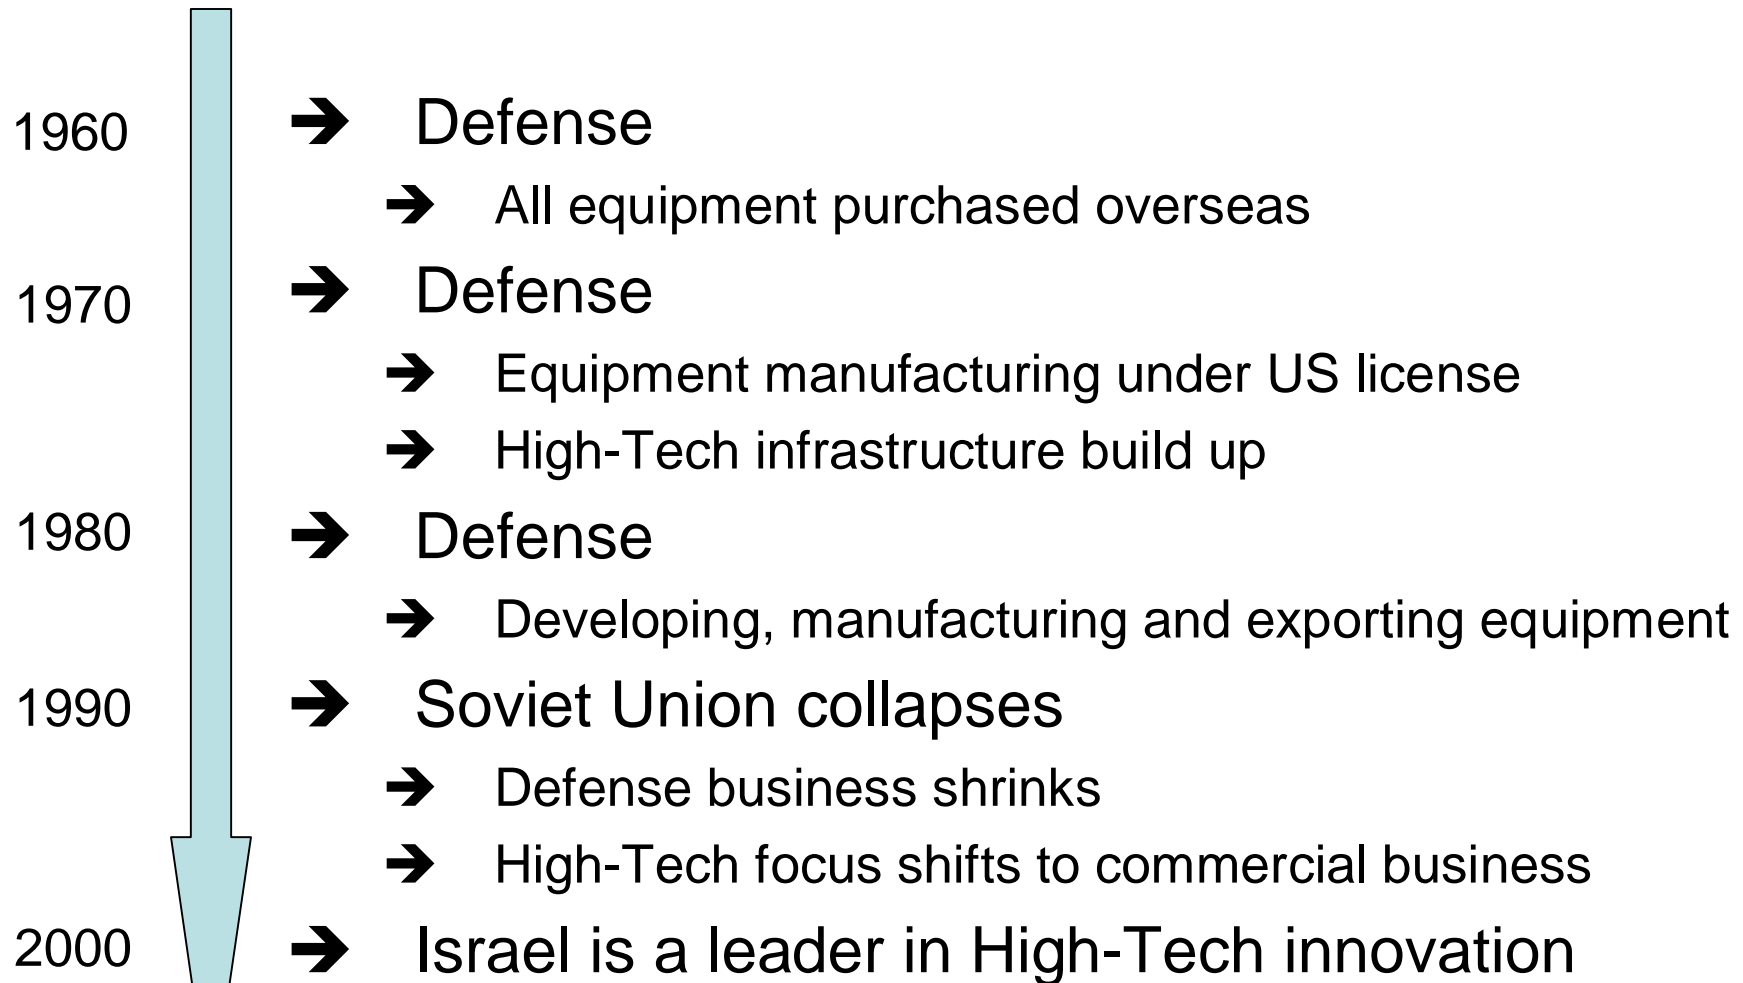 1960 ➔ Defense
➔ All equipment purchased overseas
1970 ➔ Defense
➔ Equipment manufacturing under US license
➔ High-Tech infrastructure build up
1980 ➔ Defense
➔ Developing, manufacturing and exporting equipment
1990 ➔ Soviet Union collapses
➔ Defense business shrinks
➔ High-Tech focus shifts to commercial business
2000 ➔ Israel is a leader in High-Tech innovation